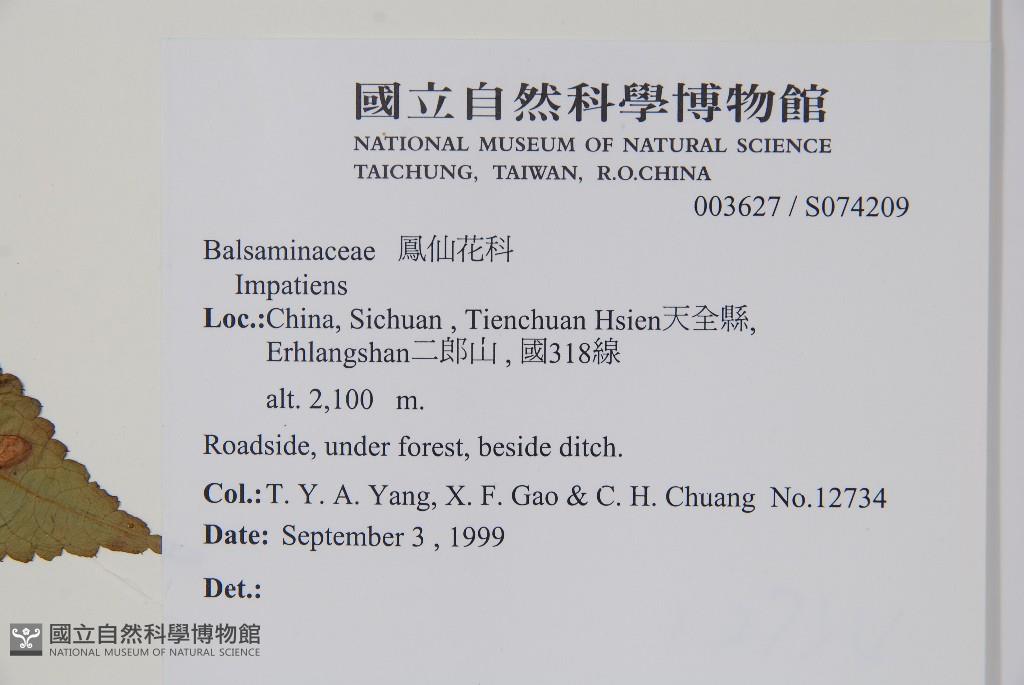 國立自然科學博物館
NATIONAL MUSEUM OF NATURAL SCIENCE
TAICHUNG, TAIWAN, R.O.CHINA
003627 / S074209
Balsaminaceae 鳳仙花科
Impatiens
Loc.:China, Sichuan , Tienchuan Hsien天全縣,
Erhlangshan二郎山 , 國318線
alt. 2,100 m.
Roadside, under forest, beside ditch.
Col.: T. Y. A. Yang, X. F. Gao & C. H. Chuang No.12734
Date: September 3 , 1999
Det.:
國立自然科學博物館
NATIONAL MUSEUM OF NATURAL SCIENCE